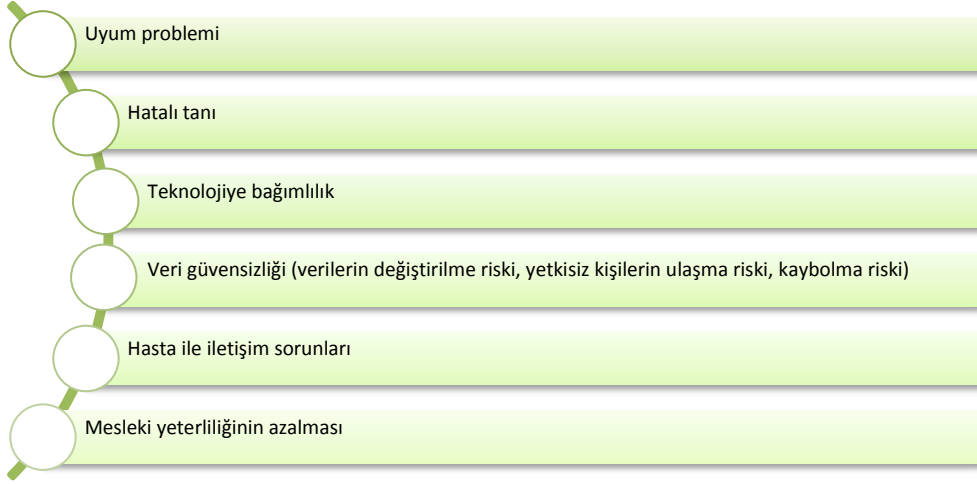 Uyum problemi
Hatalı tanı
Teknolojiye bağımlılık
Veri güvensizliği (verilerin değiştirilme riski, yetkisiz kişilerin ulaşma riski, kaybolma riski)
Hasta ile iletişim sorunları
Mesleki yeterliliğinin azalması